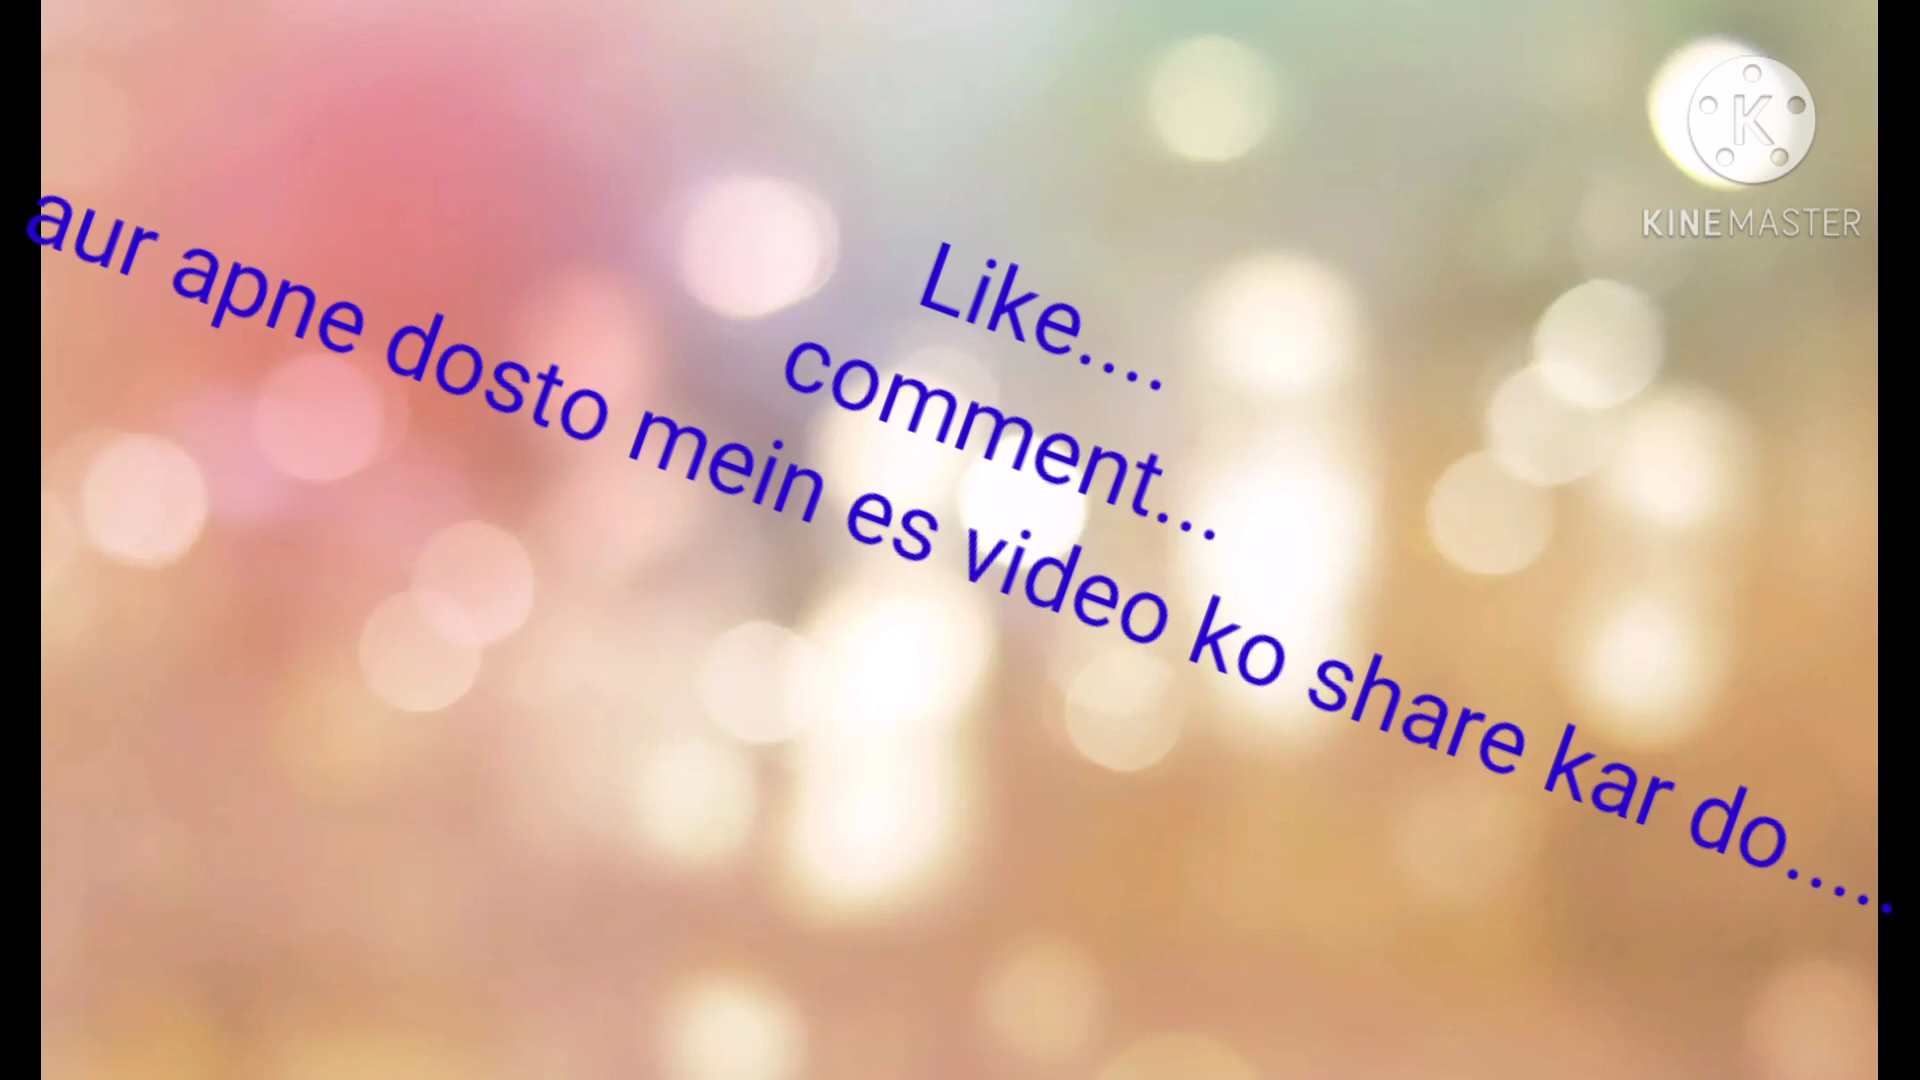 Like....
comment...
aur apne dosto mein es video ko share kar do.....
K
KINEMASTER